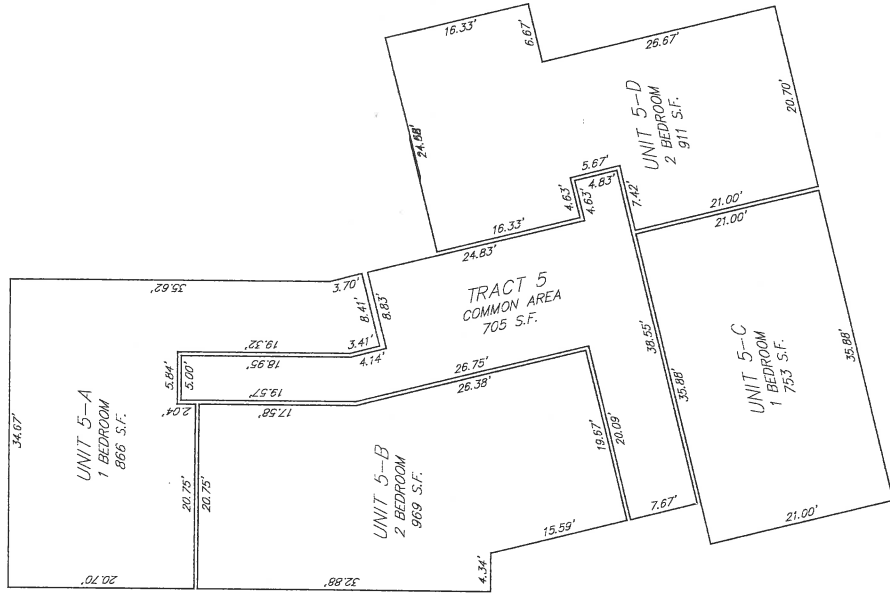 16.33'
6.67'
26.67'
20.70'
24.58'
UNIT 5-D
2 BEDROOM
911 S.F.
5.67'
4.83'
4.63'
4.63'
7.42'
16.33'
24.83'
21.00'
21.00'
35.62'
3.70'
8.41'
8.83'
TRACT 5
COMMON AREA
705 S.F.
19.32'
18.95'
3.41'
4.14'
5.84'
5.00'
34.67'
UNIT 5-A
1 BEDROOM
866 S.F.
2.04'
19.57'
17.58'
26.75'
26.38'
38.55'
35.88'
UNIT 5-C
1 BEDROOM
753 S.F.
35.88'
20.75'
20.75'
UNIT 5-B
2 BEDROOM
969 S.F.
19.67'
20.09'
15.59'
7.67'
21.00'
20.70'
32.88'
4.34'